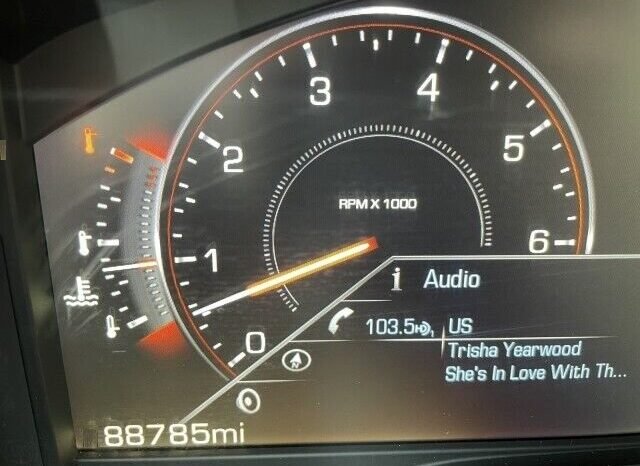 3
4
2
5
RPM X 1000
1
6
0
i Audio
103.5 HD1 US
Trisha Yearwood
She's In Love With Th...
88785mi